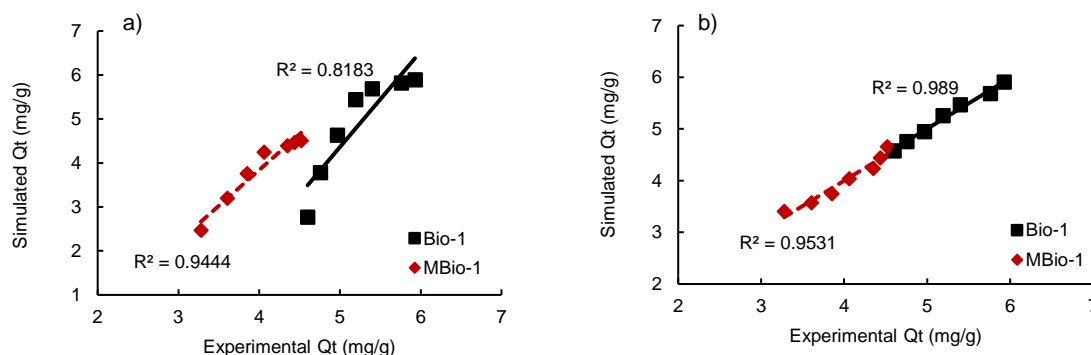 a)
Simulated Qt (mg/g)
7
6
5
4
3
2
1
R² = 0.8183
R² = 0.9444
Bio-1
MBio-1
2 3 4 5 6 7
Experimental Qt (mg/g)
b)
Simulated Qt (mg/g)
7
6
5
4
3
2
R² = 0.989
R² = 0.9531
Bio-1
MBio-1
2 3 4 5 6 7
Experimental Qt (mg/g)